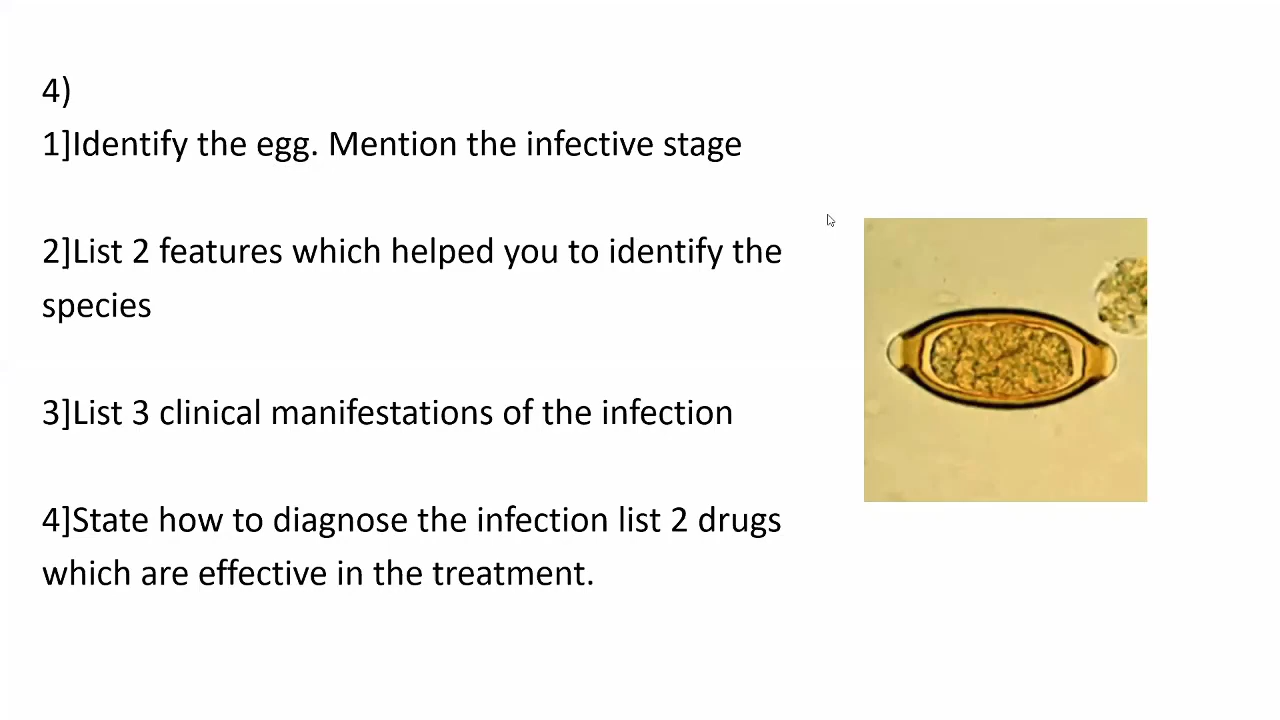 4)
1]Identify the egg. Mention the infective stage
2]List 2 features which helped you to identify the
species
3]List 3 clinical manifestations of the infection
4]State how to diagnose the infection list 2 drugs
which are effective in the treatment.